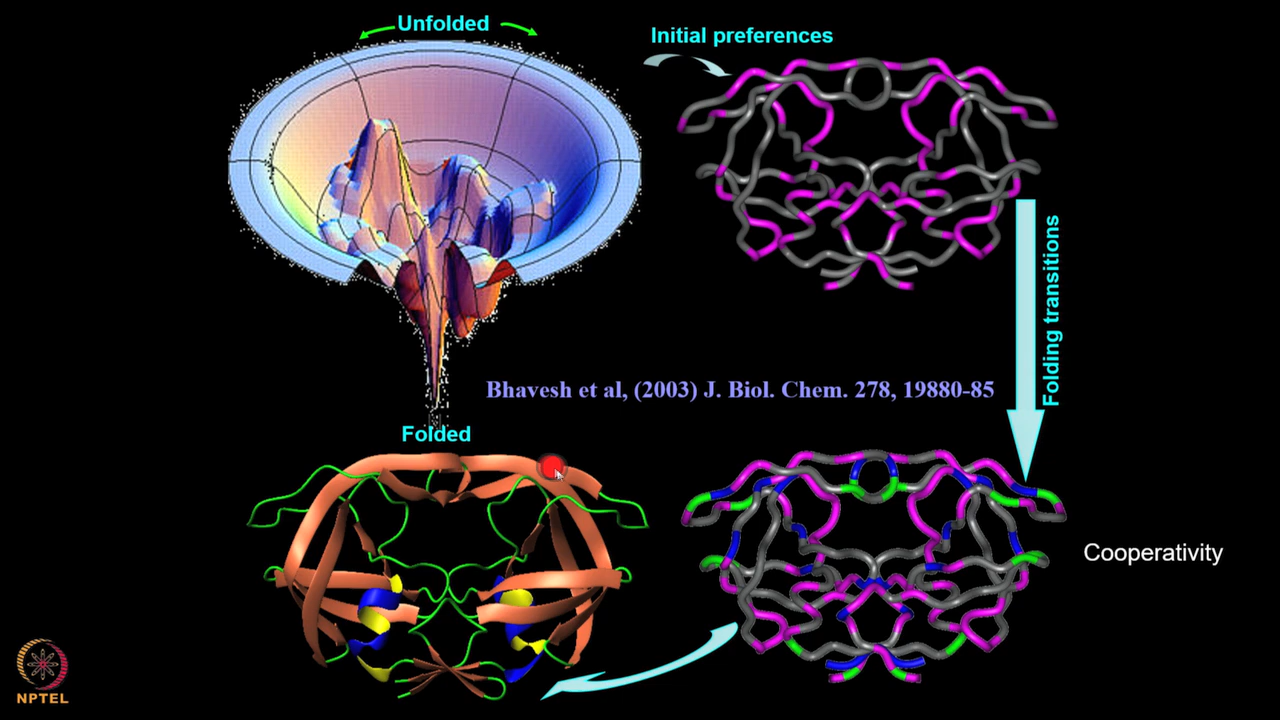 Unfolded
Initial preferences
Folding transitions
Bhavesh et al, (2003) J. Biol. Chem. 278, 19880-85
Folded
Cooperativity
NPTEL